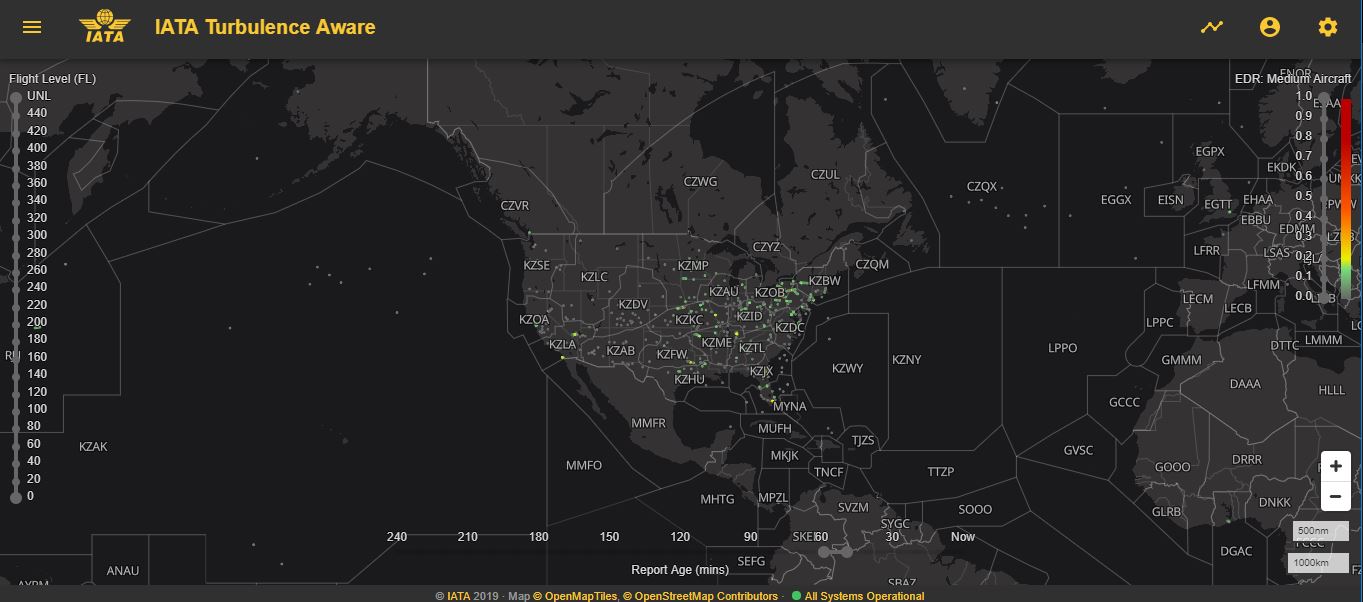 IATA
IATA Turbulence Aware
Flight Level (FL)
UNL
440
420
400
380
360
340
320
300
280
260
240
220
200
180
160
140
120
100
80
60
40
20
0
EDR: Medium Aircraft
1.0
0.9
0.8
0.7
0.6
0.5
0.4
0.3
0.2
0.1
0.0
ENOR
EGPX
EKDK
CZUL
CZWG
CZQX
EGGX
EISN
EGTT
EHAA
CZVR
EBBU
EDMM
CZYZ
LFRR
LSAS
KZSE
KZMP
CZQM
KZLC
KZBW
LFMM
KZAU
KZOB
KZDV
LECM
LECB
KZOA
KZKC
KZID
KZDC
LPPC
KZLA
KZAB
KZFW
KZME
KZTL
LPPO
DTTC
LMMM
KZNY
GMMM
KZWY
KZHU
KZJX
DAAA
HLLL
MYNA
GCCC
MMFR
MUFH
TJZS
KZAK
GVSC
MKJK
MMFO
TNCF
TTZP
GOOO
DRRR
MHTG
MPZL
SVZM
SOOO
GLRB
DNKK
SYGC
DGAC
SEFG
ANAU
SBAZ
AYPM
+
−
500nm
1000km
240
210
180
150
120
90
60
30
Now
Report Age (mins)
© IATA 2019 · Map © OpenMapTiles, © OpenStreetMap Contributors · All Systems Operational